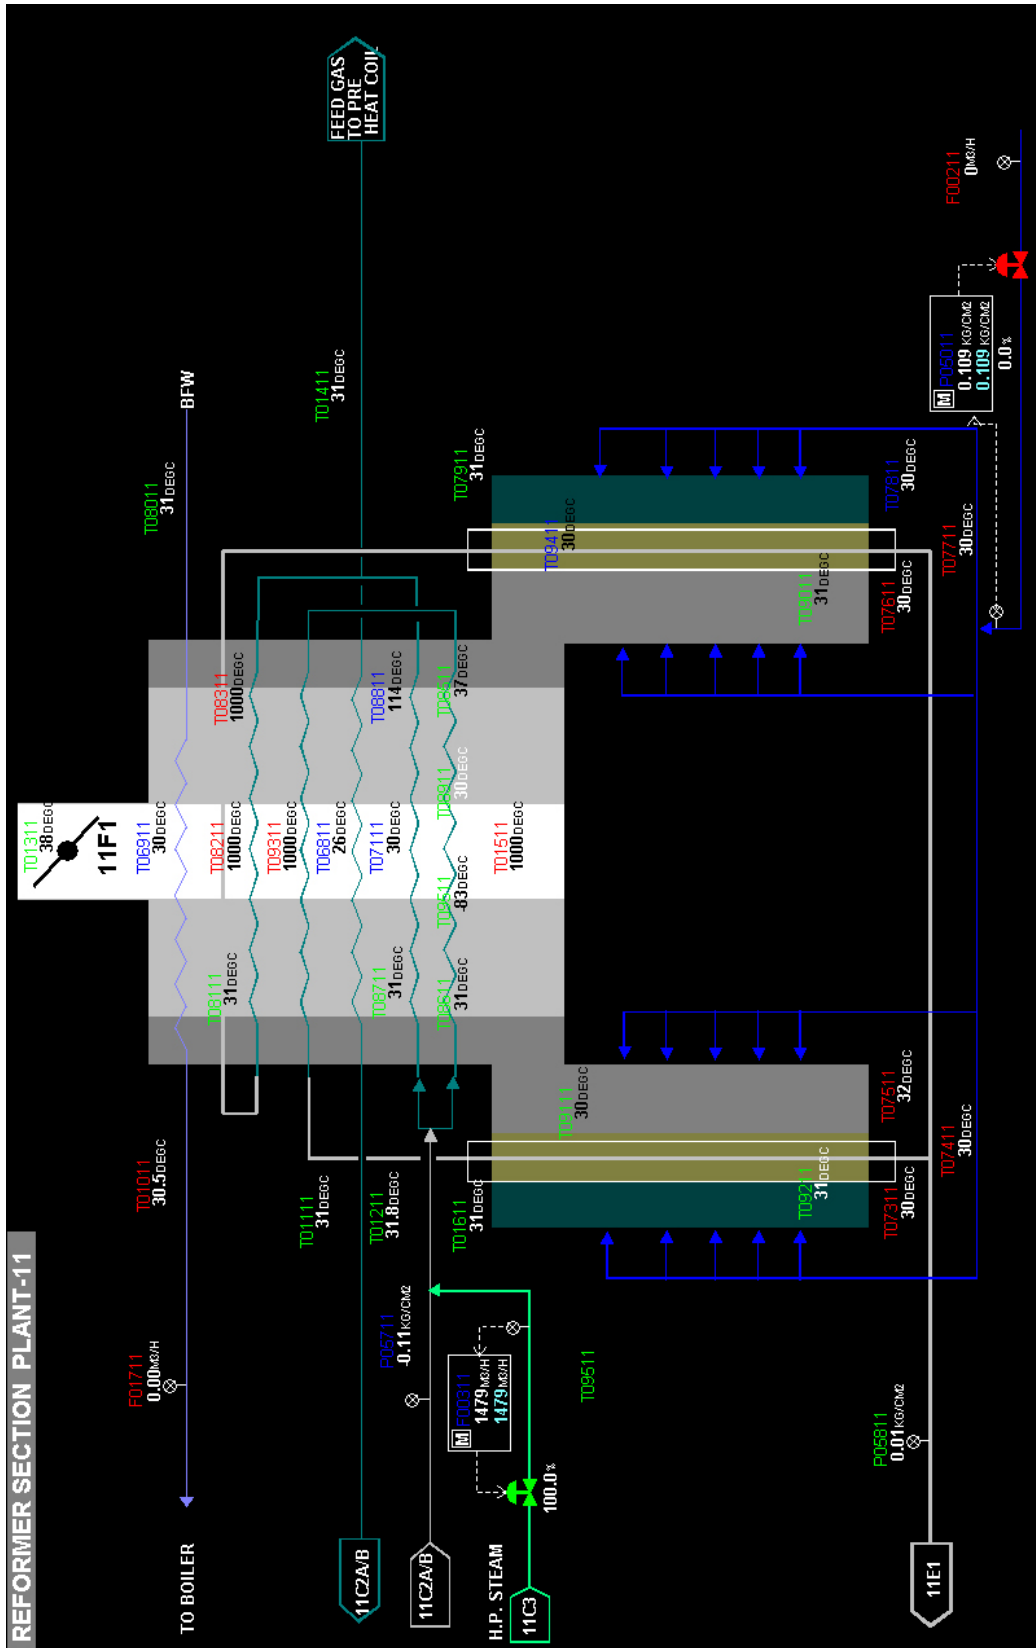 REFORMER SECTION PLANT-11
T01311
38DEGC
11F1
F01711
0.00M3/H
T01011
30.5DEGC
T06911
30DEGC
T08011
31DEGC
BFW
TO BOILER
T08111
31DEGC
T08211
1000DEGC
T08311
1000DEGC
T09311
1000DEGC
T01111
31DEGC
T06811
26DEGC
T01411
31DEGC
FEED GAS
TO PRE
HEAT COIL
11C2A/B
T01211
31.8DEGC
T08711
31DEGC
T07111
30DEGC
T08811
114DEGC
P05711
-0.11KG/CM2
11C2A/B
T01611
31DEGC
T08611
31DEGC
-83DEGC
T08911
30DEGC
T08411
37DEGC
T07911
31DEGC
M
F00311
1479M3/H
1479M3/H
100.0%
H.P. STEAM
11C3
T01511
1000DEGC
T09511
T09111
30DEGC
T09411
30DEGC
T09211
31DEGC
T09011
31DEGC
T07311
30DEGC
T07511
32DEGC
T07611
30DEGC
T07811
30DEGC
P05811
0.01KG/CM2
T07411
30DEGC
T07711
30DEGC
11E1
M
P05011
0.109 KG/CM2
0.109 KG/CM2
0.0%
F00211
0M3/H